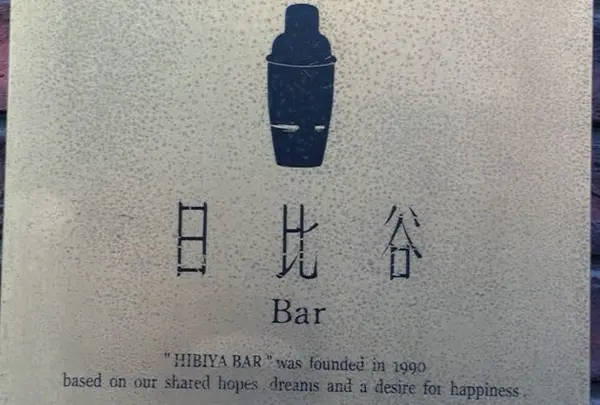 日比谷
Bar
"HIBIYA BAR" was founded in 1990
based on our shared hopes, dreams and a desire for happiness.